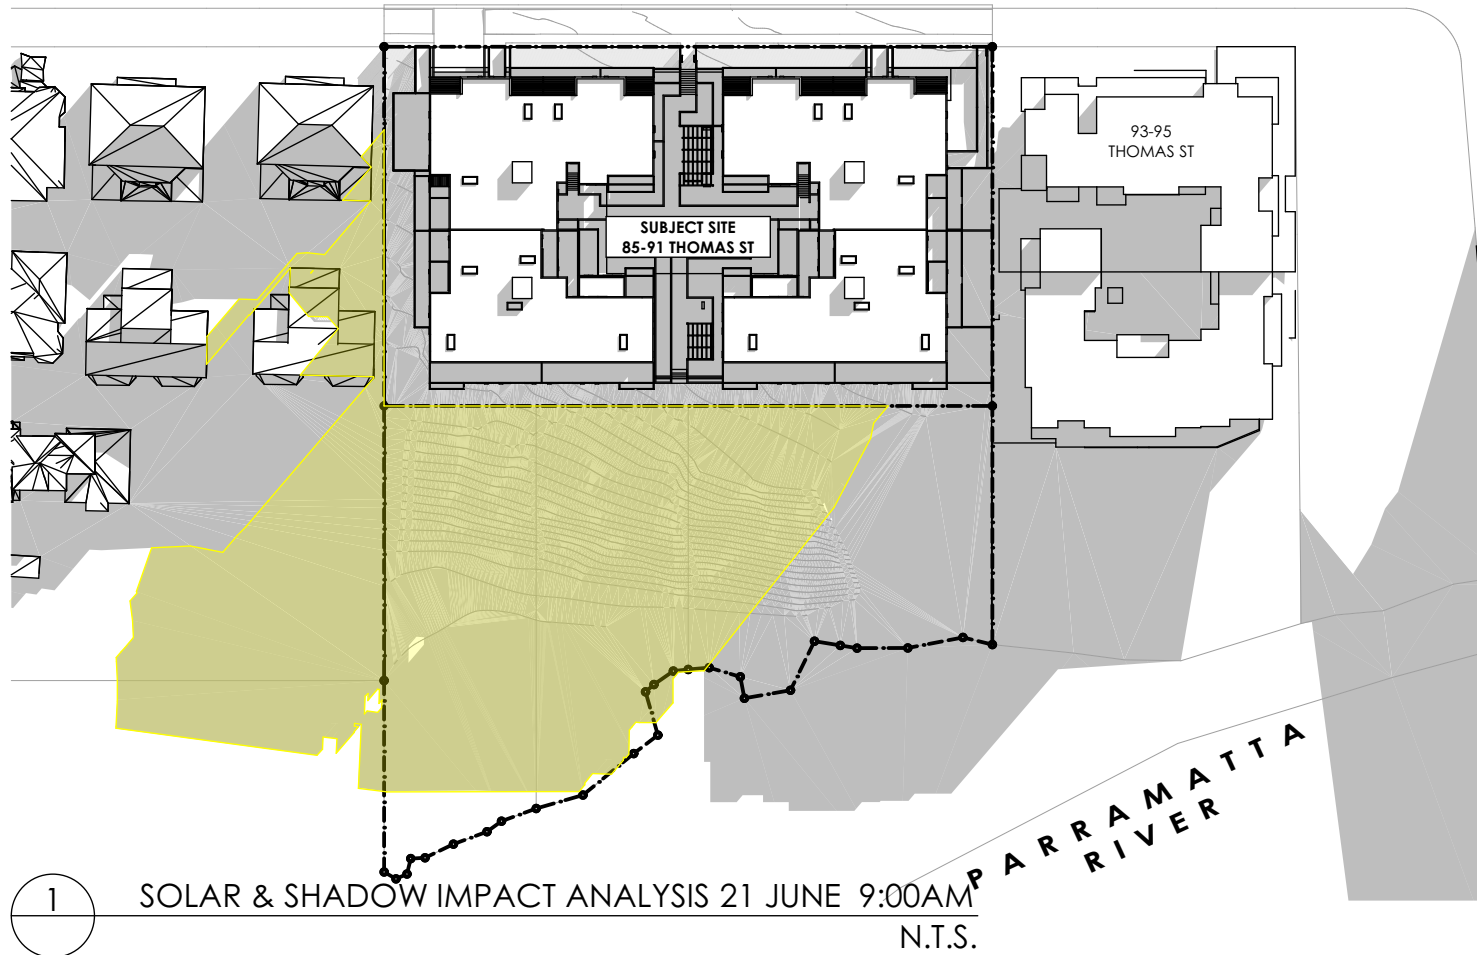 93-95
THOMAS ST
SUBJECT SITE
85-91 THOMAS ST
PARRAMATTA
RIVER
1
SOLAR & SHADOW IMPACT ANALYSIS 21 JUNE 9:00AM
N.T.S.